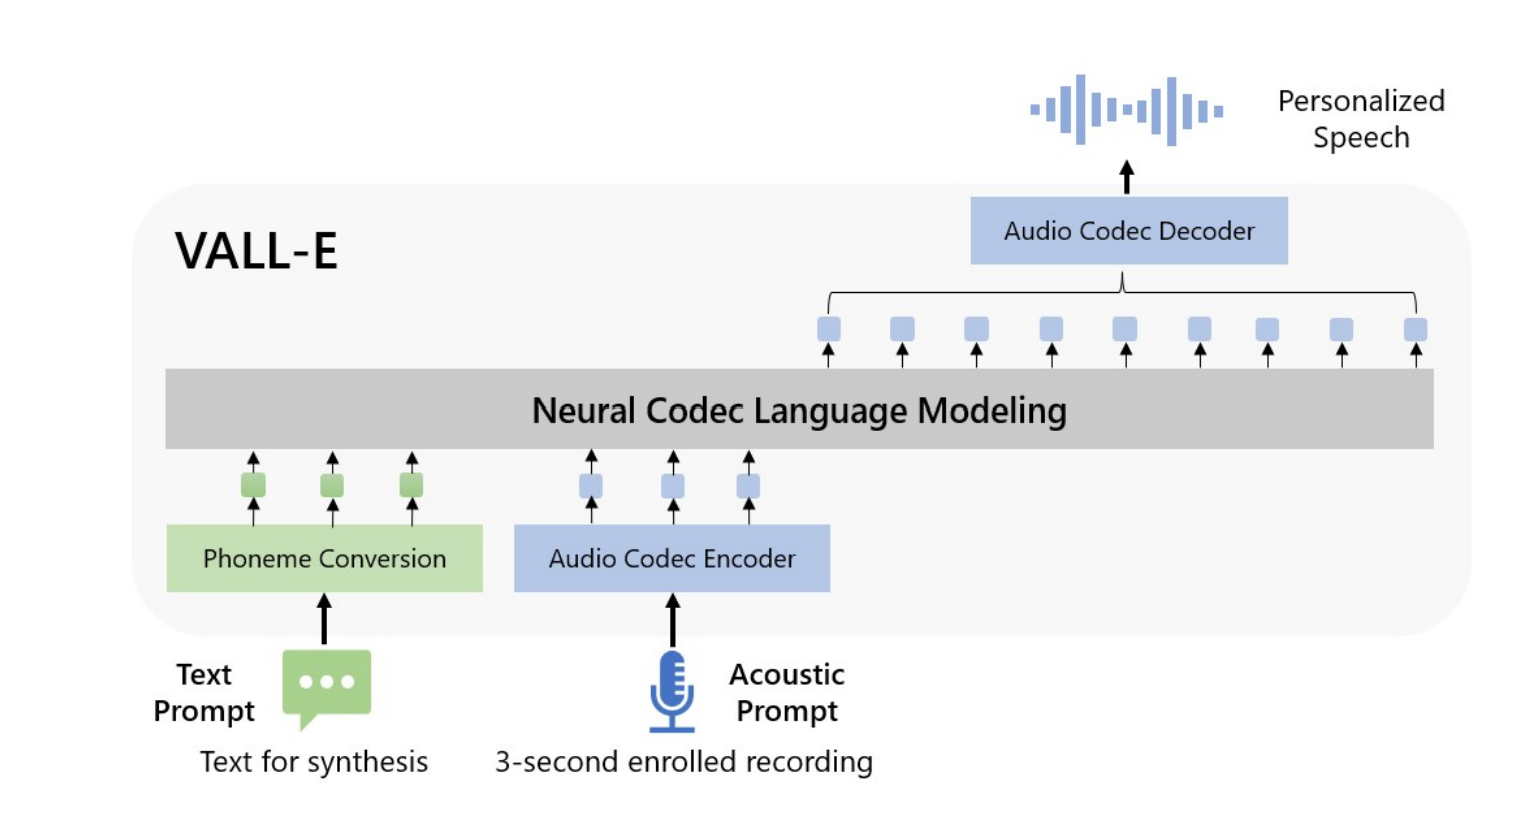 Personalized
Speech
Audio Codec Decoder
VALL-E
Neural Codec Language Modeling
Phoneme Conversion
Audio Codec Encoder
Text
Prompt
Acoustic
Prompt
Text for synthesis
3-second enrolled recording